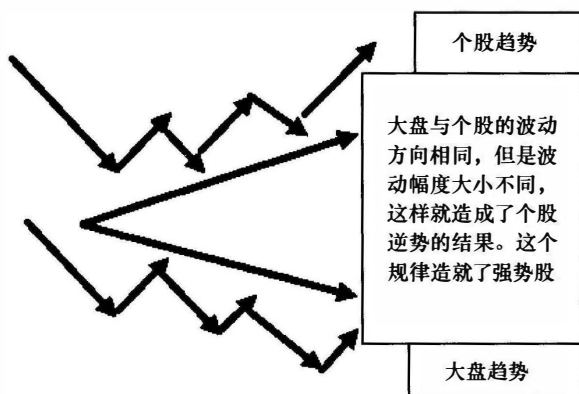 个股趋势
大盘与个股的波动
方向相同，但是波
动幅度大小不同，
这样就造成了个股
逆势的结果。这个
规律造就了强势股
大盘趋势